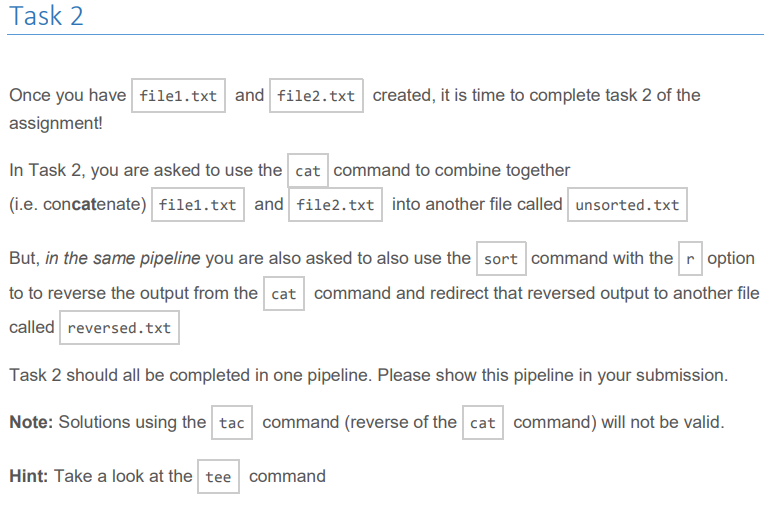 Task 2
Once you have file1.txt and file2.txt created, it is time to complete task 2 of the
assignment!
In Task 2, you are asked to use the cat command to combine together
(i.e. concatenate) file1.txt and file2.txt into another file called unsorted.txt
But, in the same pipeline you are also asked to also use the sort command with the r option
to to reverse the output from the cat command and redirect that reversed output to another file
called reversed.txt
Task 2 should all be completed in one pipeline. Please show this pipeline in your submission.
Note: Solutions using the tac command (reverse of the cat command) will not be valid.
Hint: Take a look at the tee command